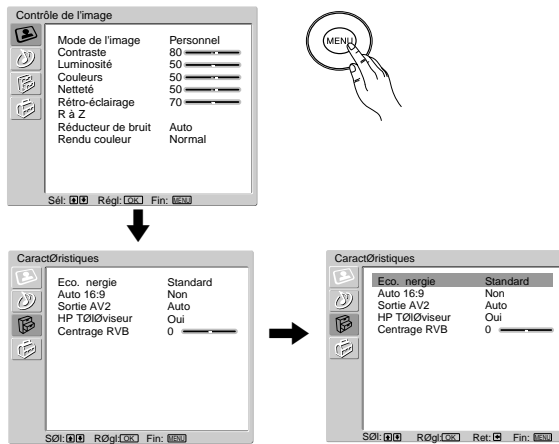 Contrôle de l'image
Mode de l'image Personnel
Contraste 80
Luminosité 50
Couleurs 50
Netteté 50
Rétro-éclairage 70
R à Z
Réducteur de bruit Auto
Rendu couleur Normal
Sél: Régl: OK Fin: MENU
MENU
CaractØristiques
Eco. nergie Standard
Auto 16:9 Non
Sortie AV2 Auto
HP TØlØviseur Oui
Centrage RVB 0
SØl: RØgl: OK Fin: MENU
CaractØristiques
Eco. nergie Standard
Auto 16:9 Non
Sortie AV2 Auto
HP TØlØviseur Oui
Centrage RVB 0
SØl: RØgl: OK Ret: Fin: MENU